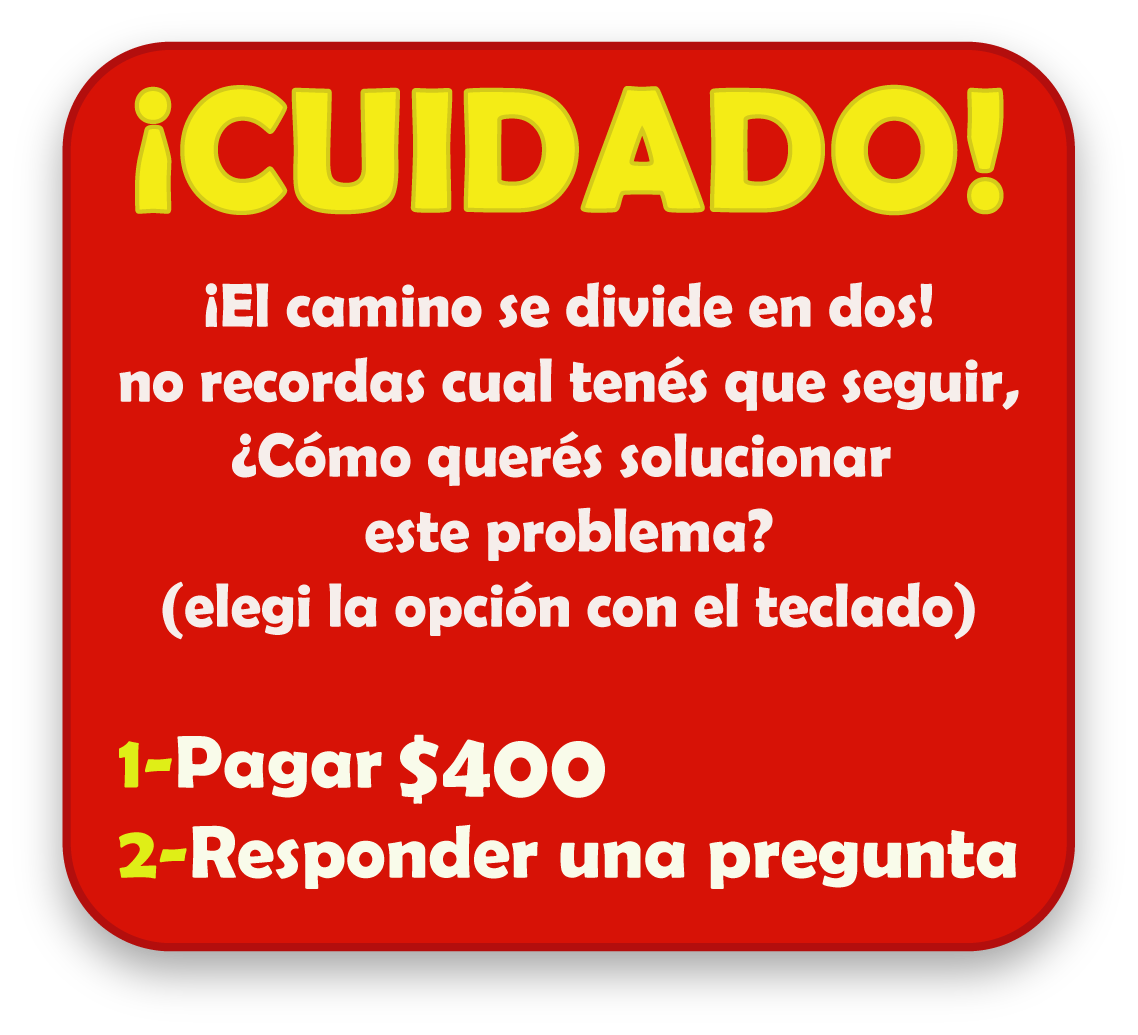 ¡CUIDADO!
¡El camino se divide en dos!
no recordas cual tenés que seguir,
¿Cómo querés solucionar
este problema?
(elegi la opción con el teclado)
1-Pagar $400
2-Responder una pregunta